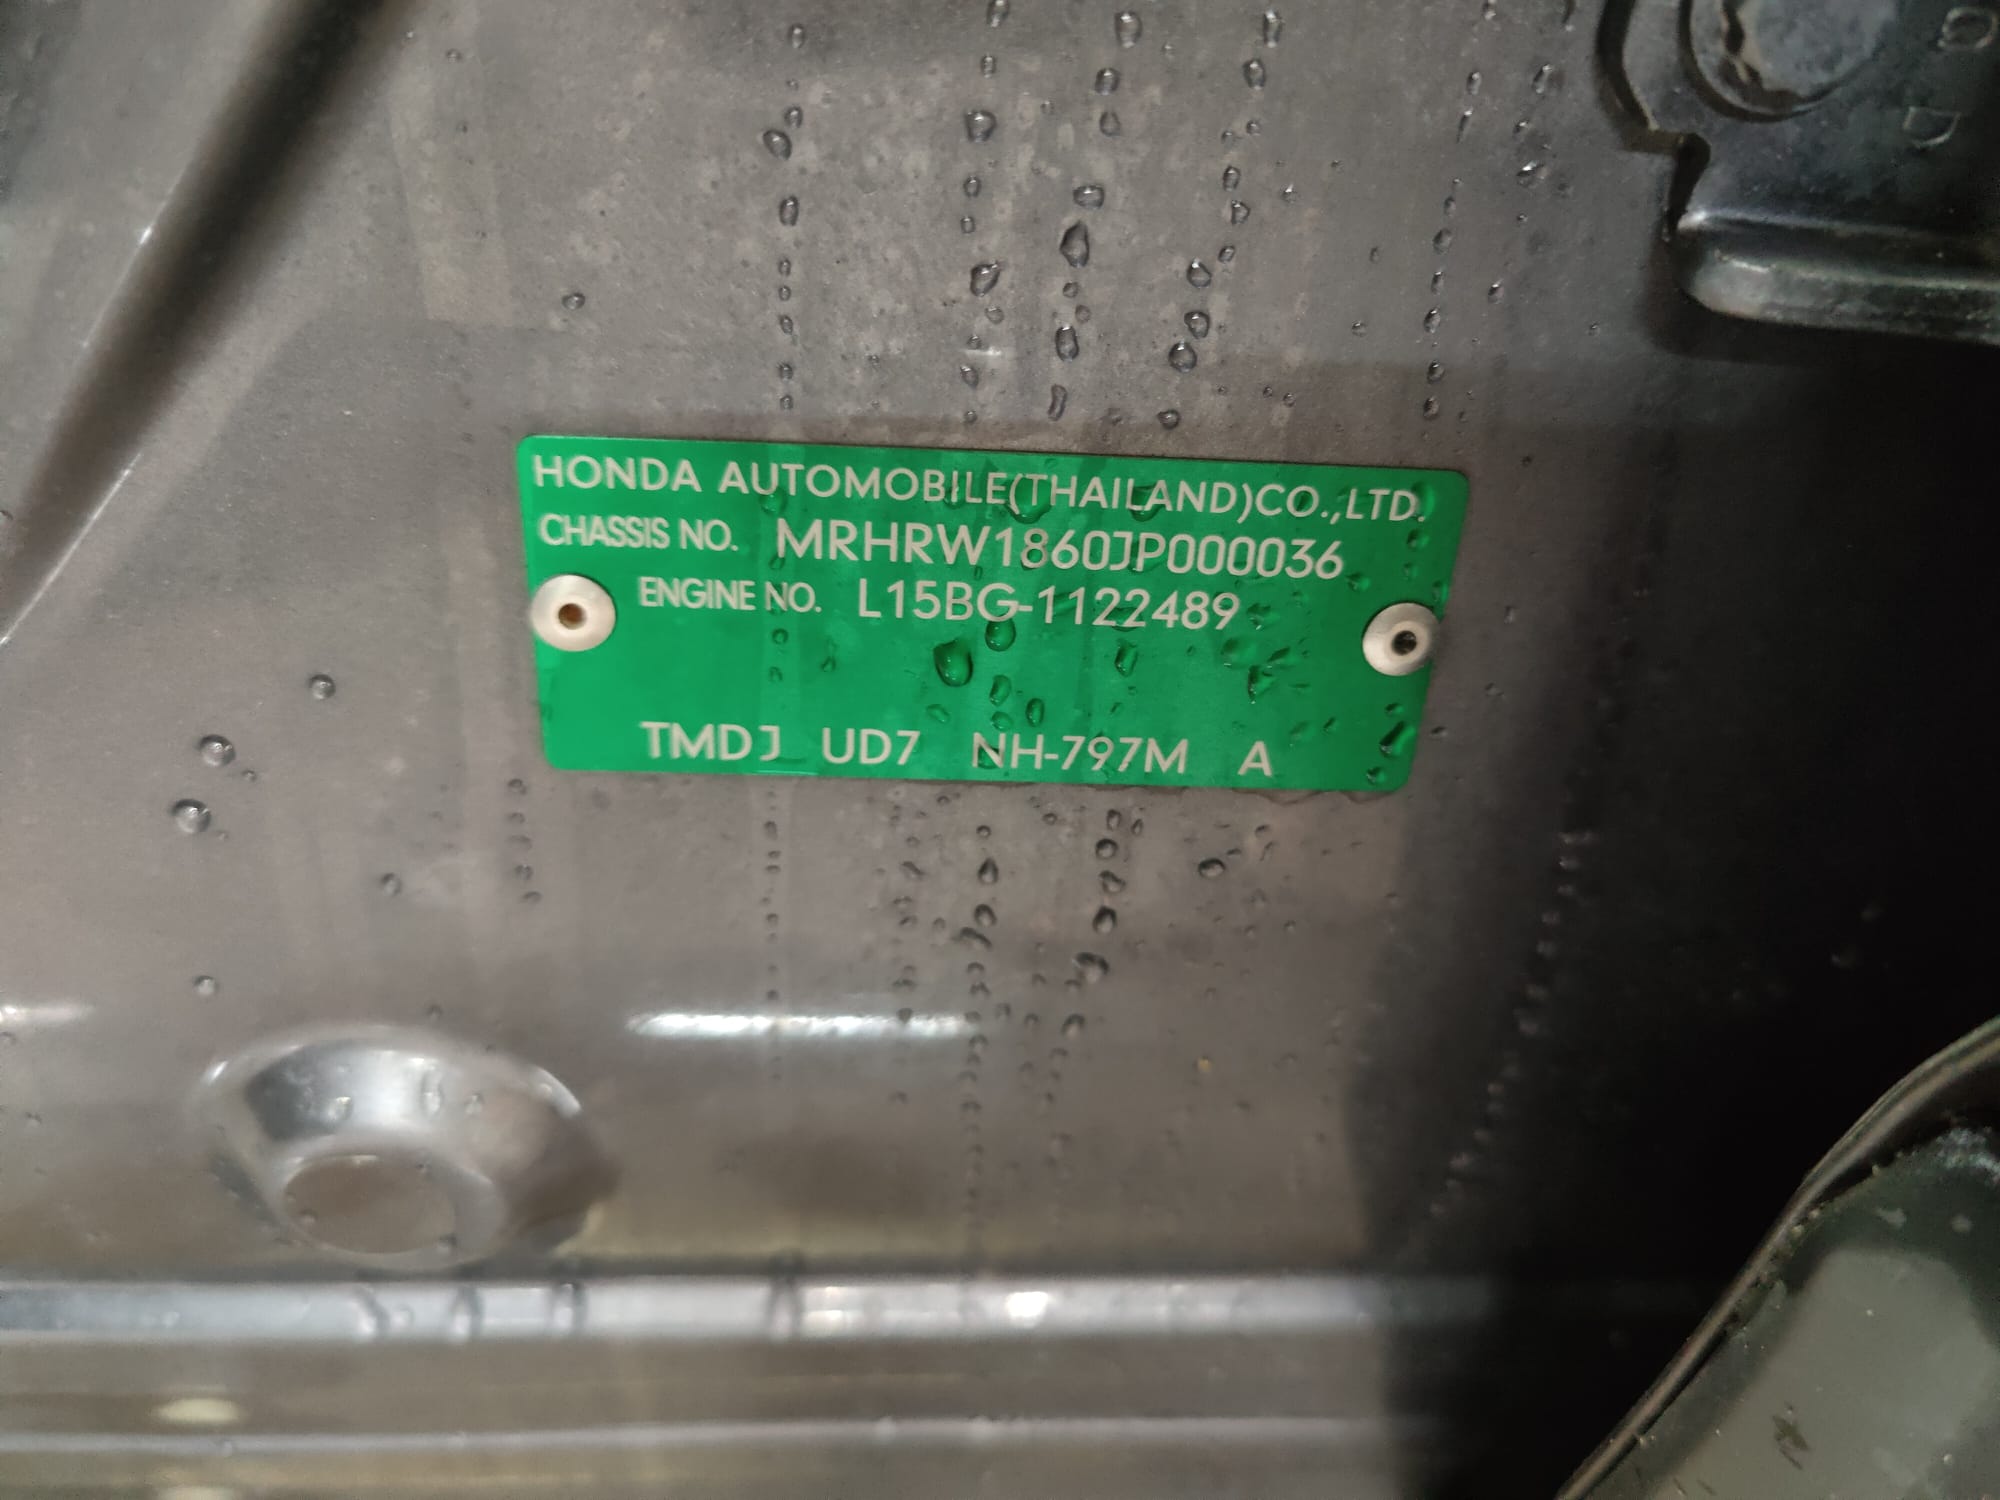 HONDA AUTOMOBILE(THAILAND)CO.,LTD.
CHASSIS NO. MRHRW1860JP000036
ENGINE NO. L15BG-1122489
TMDJ UD7 NH-797M A